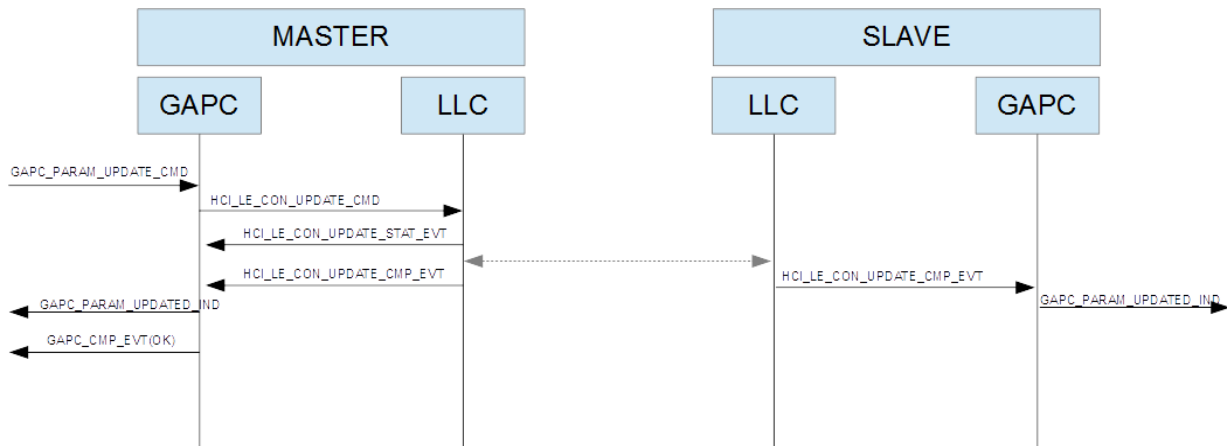 MASTER
SLAVE
GAPC
LLC
LLC
GAPC
GAPC_PARAM_UPDATE_CMD
HCI_LE_CON_UPDATE_CMD
HCI_LE_CON_UPDATE_STAT_EVT
HCI_LE_CON_UPDATE_CMP_EVT
HCI_LE_CON_UPDATE_CMP_EVT
GAPC_PARAM_UPDATED_IND
GAPC_PARAM_UPDATED_IND
GAPC_CMP_EVT(OK)